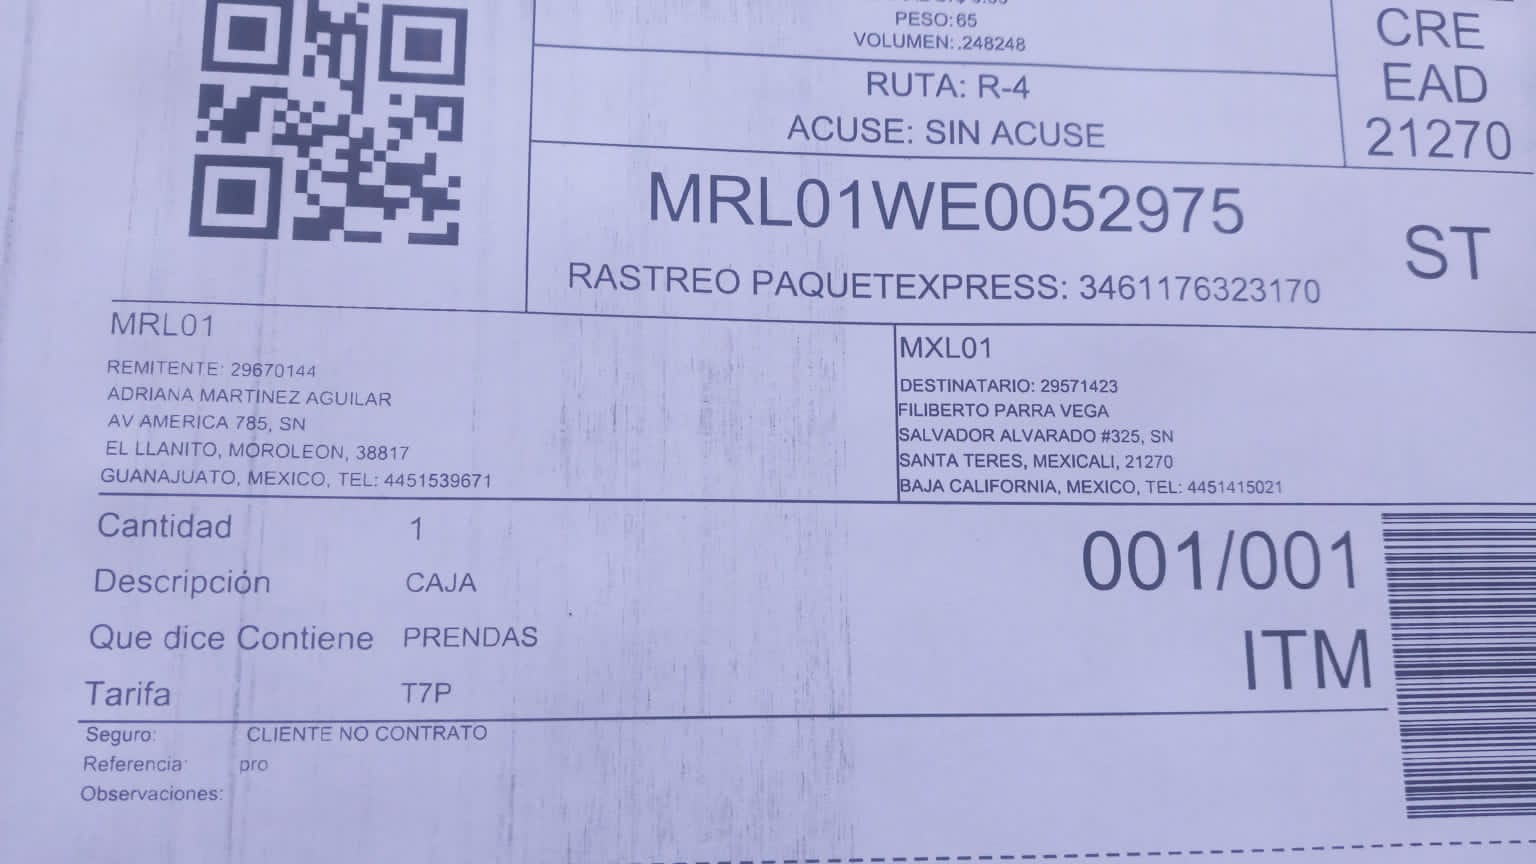 PESO:65
VOLUMEN:.248248
CRE
EAD
21270
RUTA: R-4
ACUSE: SIN ACUSE
MRL01WE0052975
ST
RASTREO PAQUETEXPRESS: 3461176323170
MRL01
REMITENTE: 29670144
ADRIANA MARTINEZ AGUILAR
AV AMERICA 785, SN
EL LLANITO, MOROLEON, 38817
GUANAJUATO, MEXICO, TEL: 4451539671
MXL01
DESTINATARIO: 29571423
FILIBERTO PARRA VEGA
SALVADOR ALVARADO #325, SN
SANTA TERES, MEXICALI, 21270
BAJA CALIFORNIA, MEXICO, TEL: 4451415021
Cantidad 1
Descripción CAJA
Que dice Contiene PRENDAS
Tarifa T7P
001/001
ITM
Seguro: CLIENTE NO CONTRATO
Referencia: pro
Observaciones: